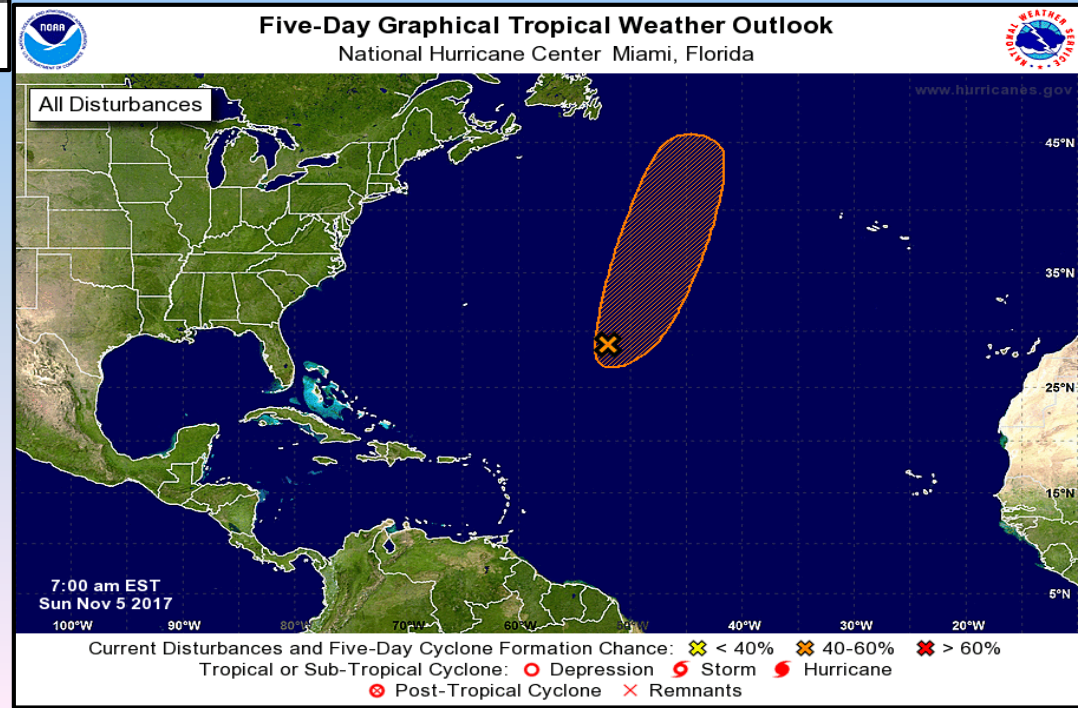 Five-Day Graphical Tropical Weather Outlook
National Hurricane Center Miami, Florida
NOAA
NATIONAL WEATHER SERVICE
All Disturbances
www.hurricanes.gov
45°N
35°N
25°N
15°N
5°N
7:00 am EST
Sun Nov 5 2017
100°W 90°W 80°W 70°W 60°W 50°W 40°W 30°W 20°W
Current Disturbances and Five-Day Cyclone Formation Chance: < 40% 40-60% > 60%
Tropical or Sub-Tropical Cyclone: Depression Storm Hurricane
Post-Tropical Cyclone Remnants